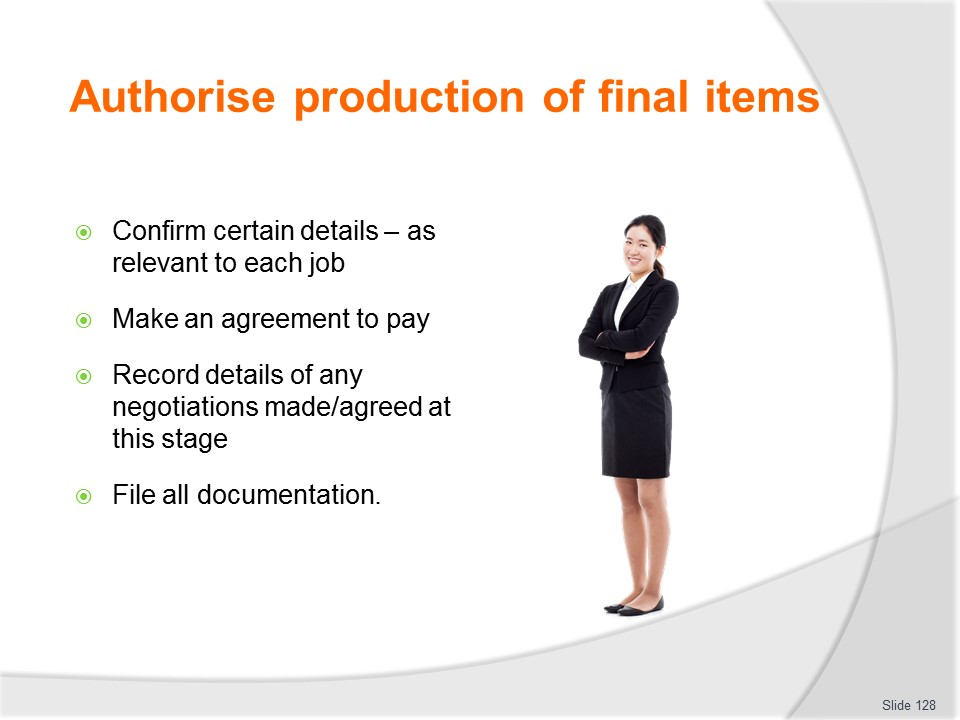 Authorise production of final items
Confirm certain details – as
relevant to each job
Make an agreement to pay
Record details of any
negotiations made/agreed at
this stage
File all documentation.
Slide 128